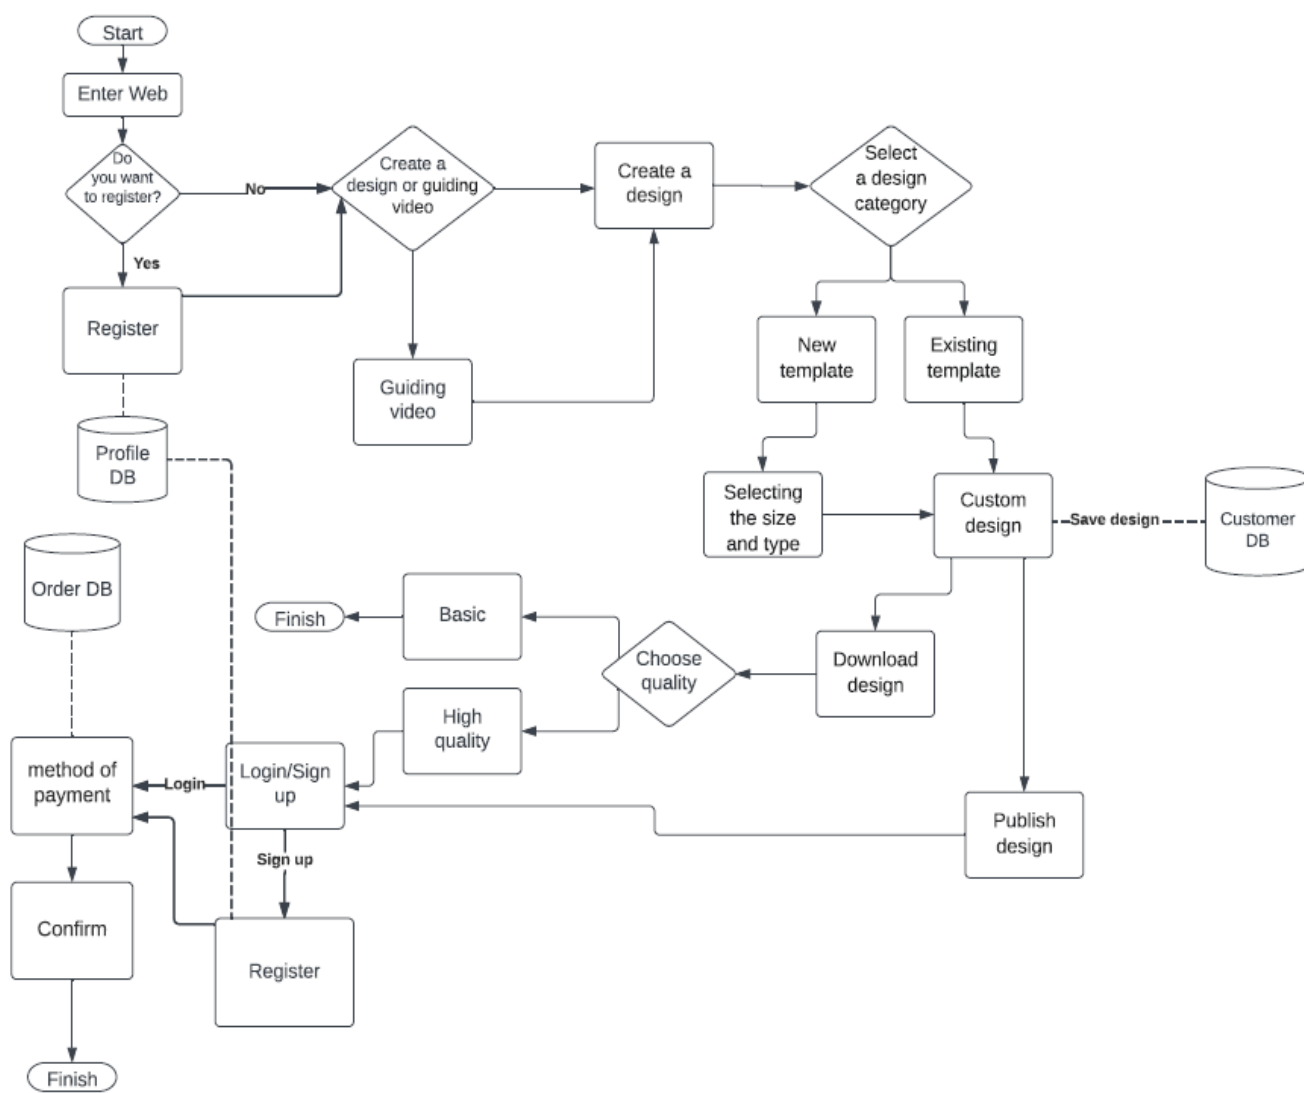 Start
Enter Web
Do
you want
to register?
No
Yes
Register
Create a
design or guiding
video
Create a
design
Select
a design
category
Guiding
video
New
template
Existing
template
Profile
DB
Selecting
the size
and type
Custom
design
Save design
Customer
DB
Order DB
Finish
Basic
Choose
quality
Download
design
High
quality
method of
payment
Login
Login/Sign
up
Sign up
Publish
design
Confirm
Register
Finish